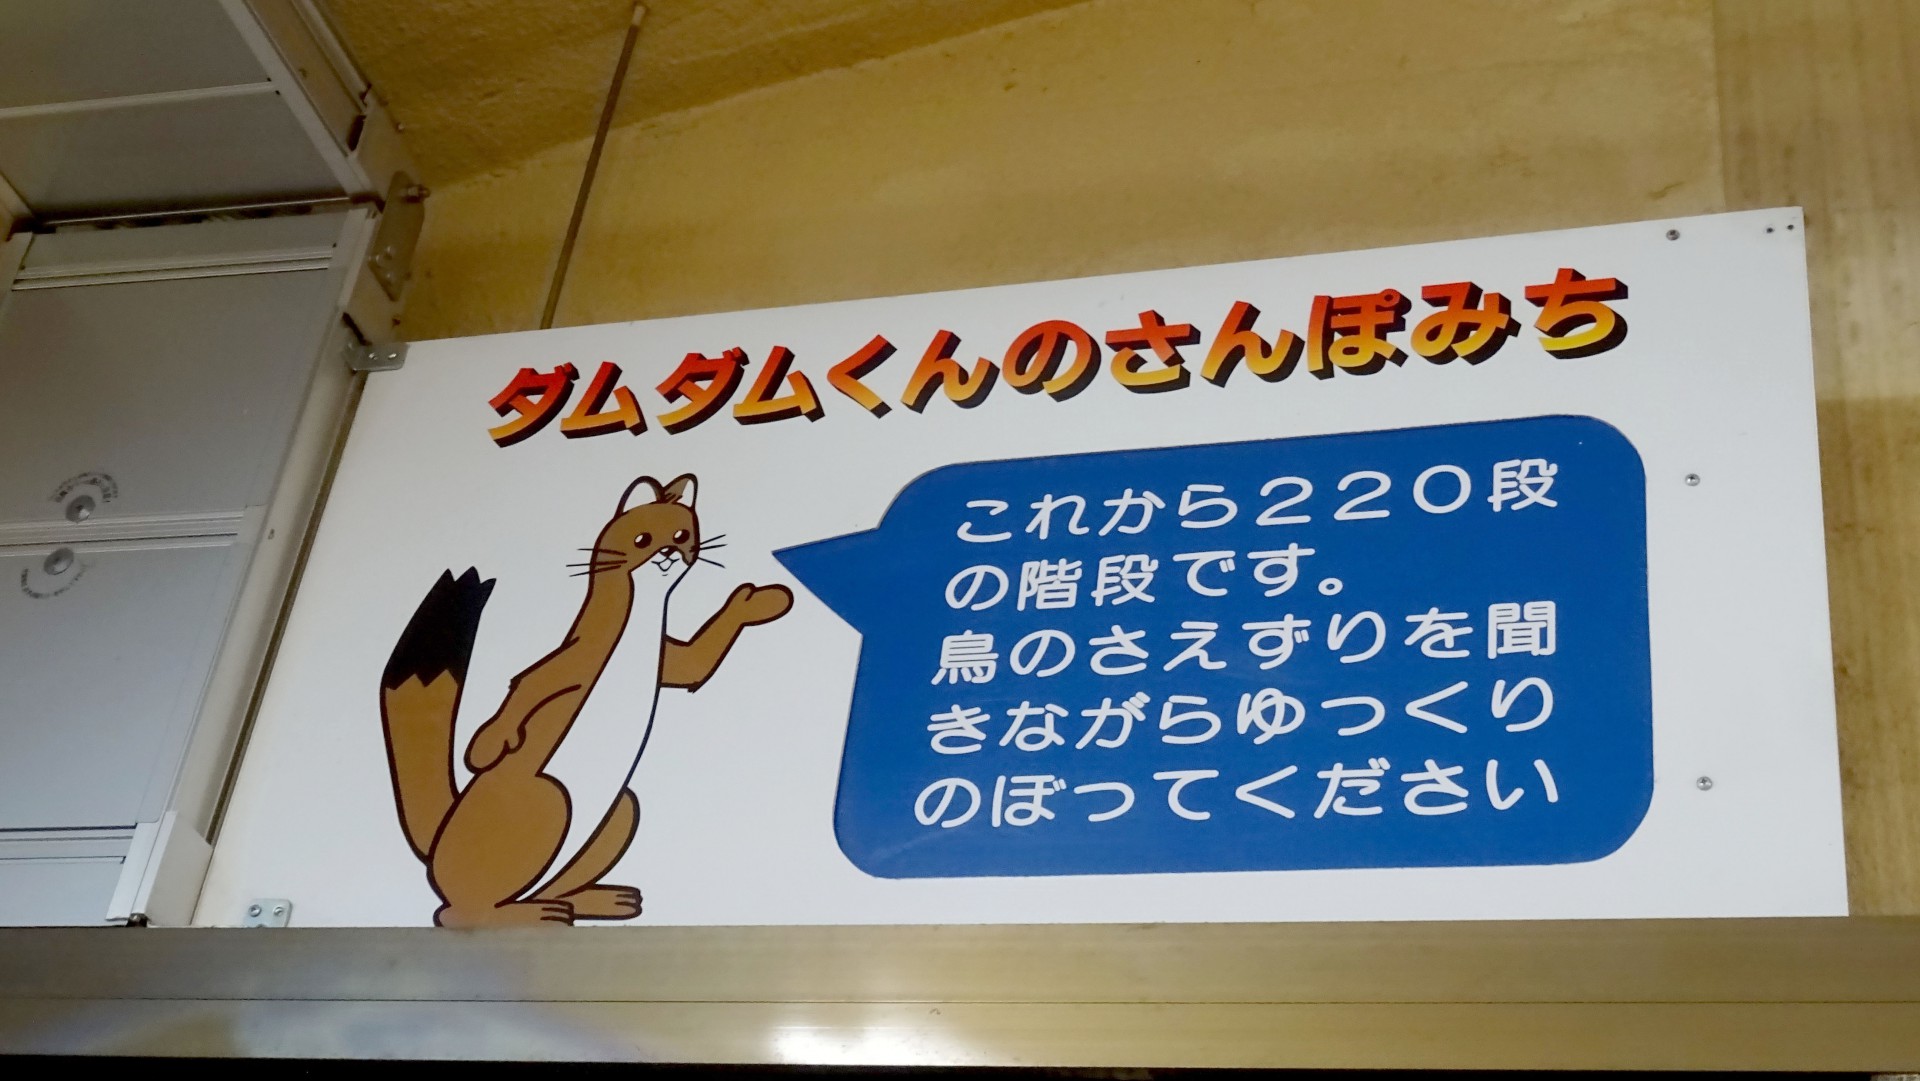 ダムダムくんのさんぽみち
これから２２０段
の階段です。
鳥のさえずりを聞
きながらゆっくり
のぼってください